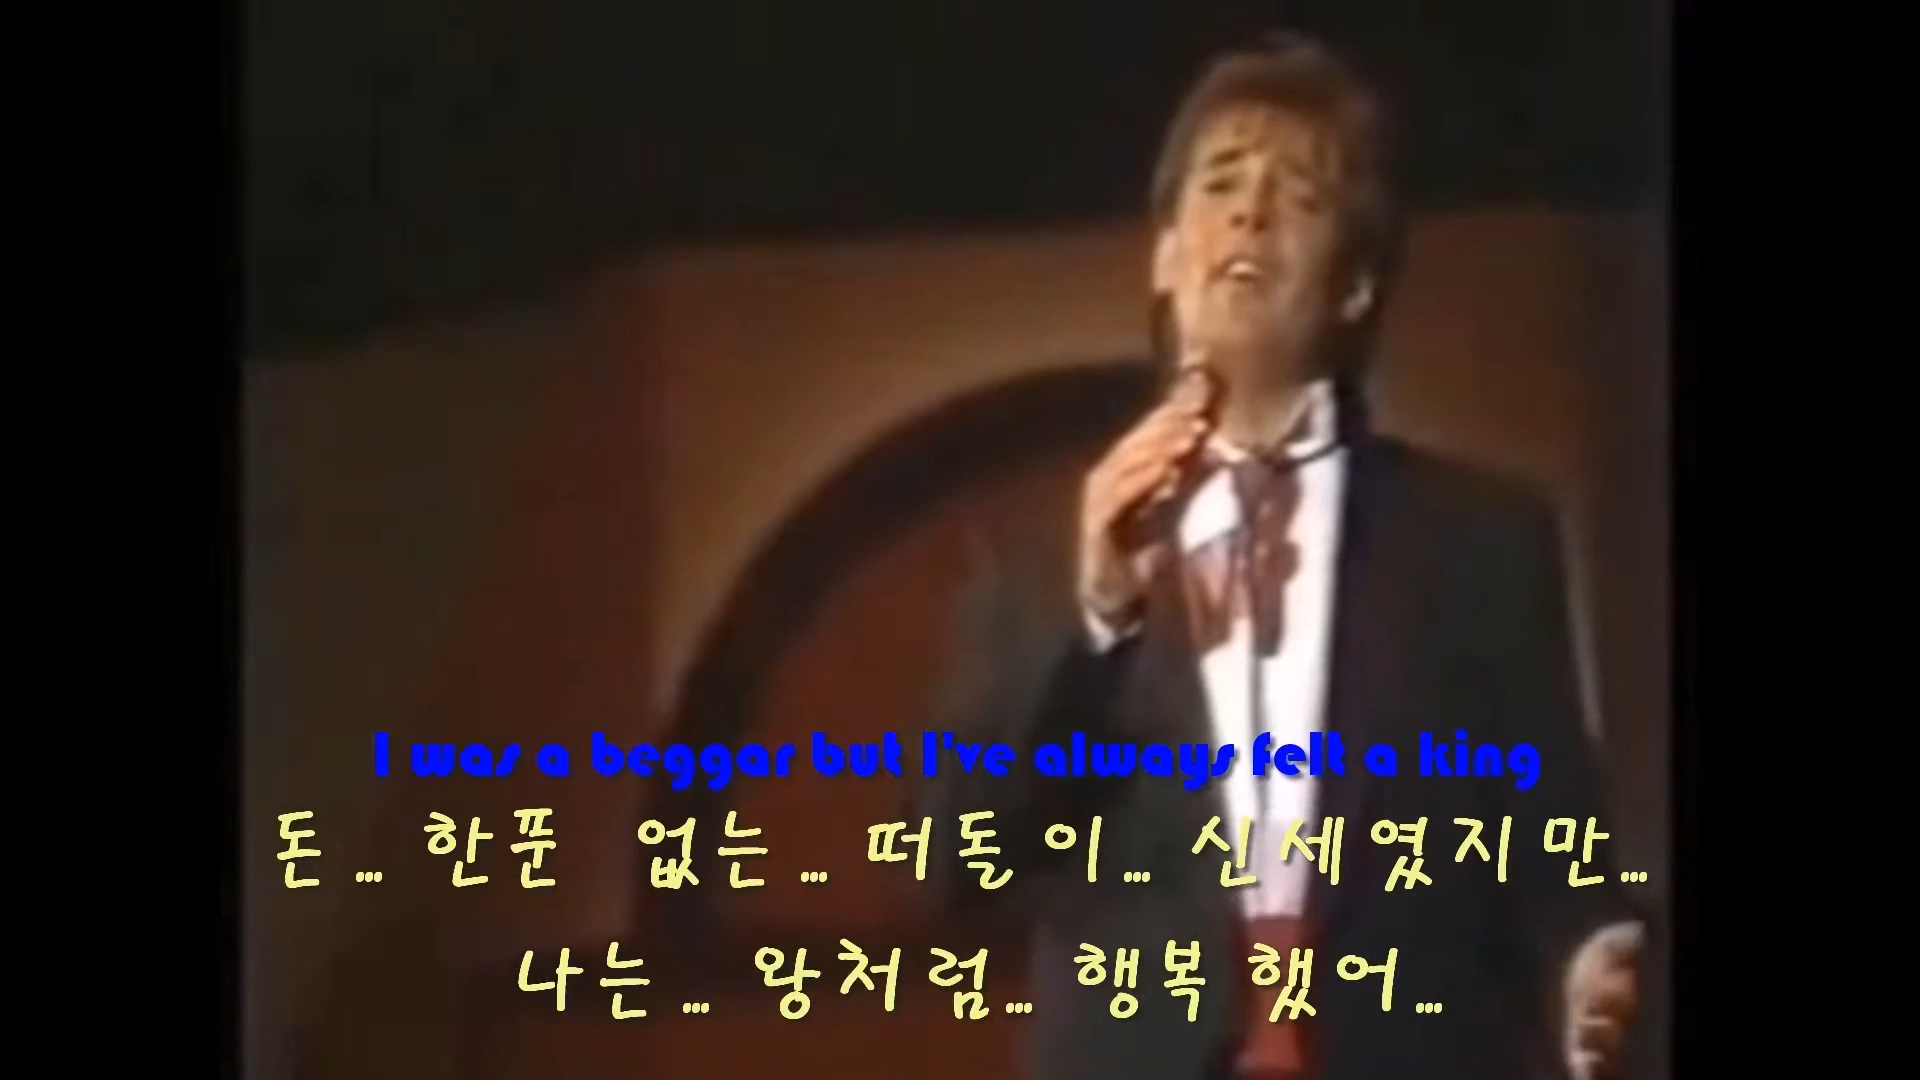 I was a beggar but I've always felt a king
돈... 한푼 없는... 떠돌이... 신세였지만...
나는... 왕처럼... 행복했어...